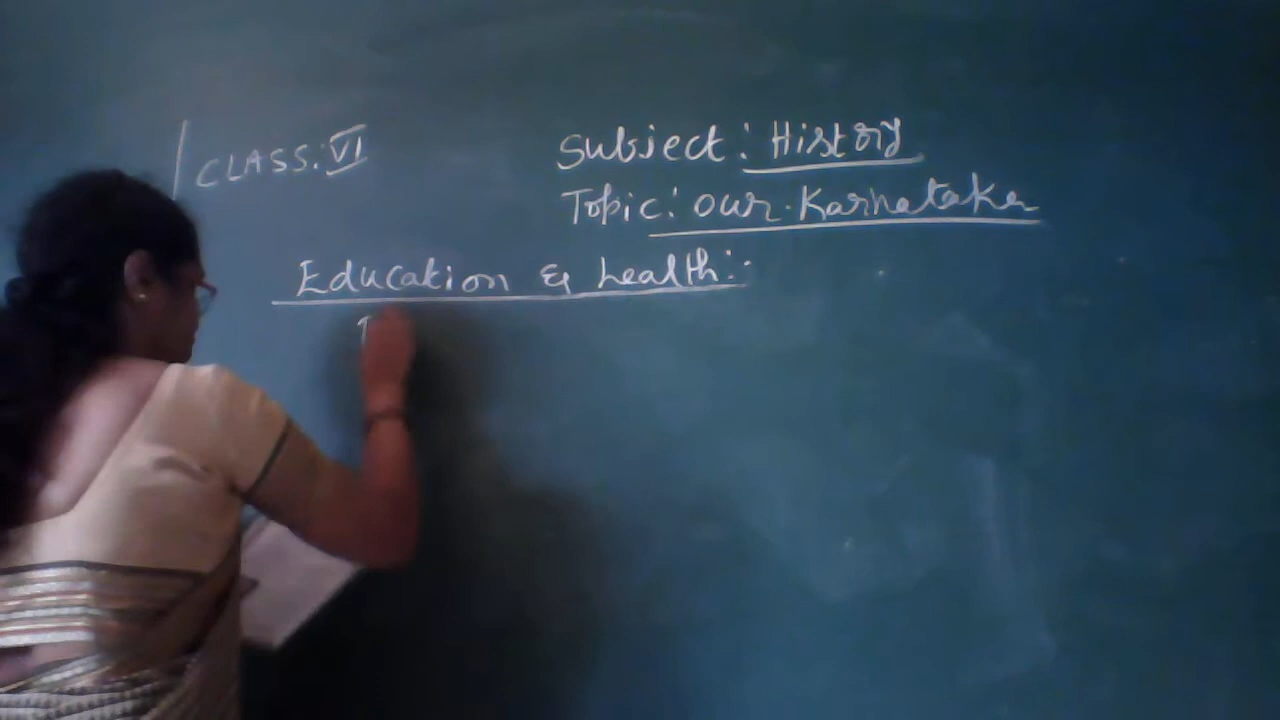 CLASS: VI
Subject: History
Topic: our Karnataka
Education & health:-